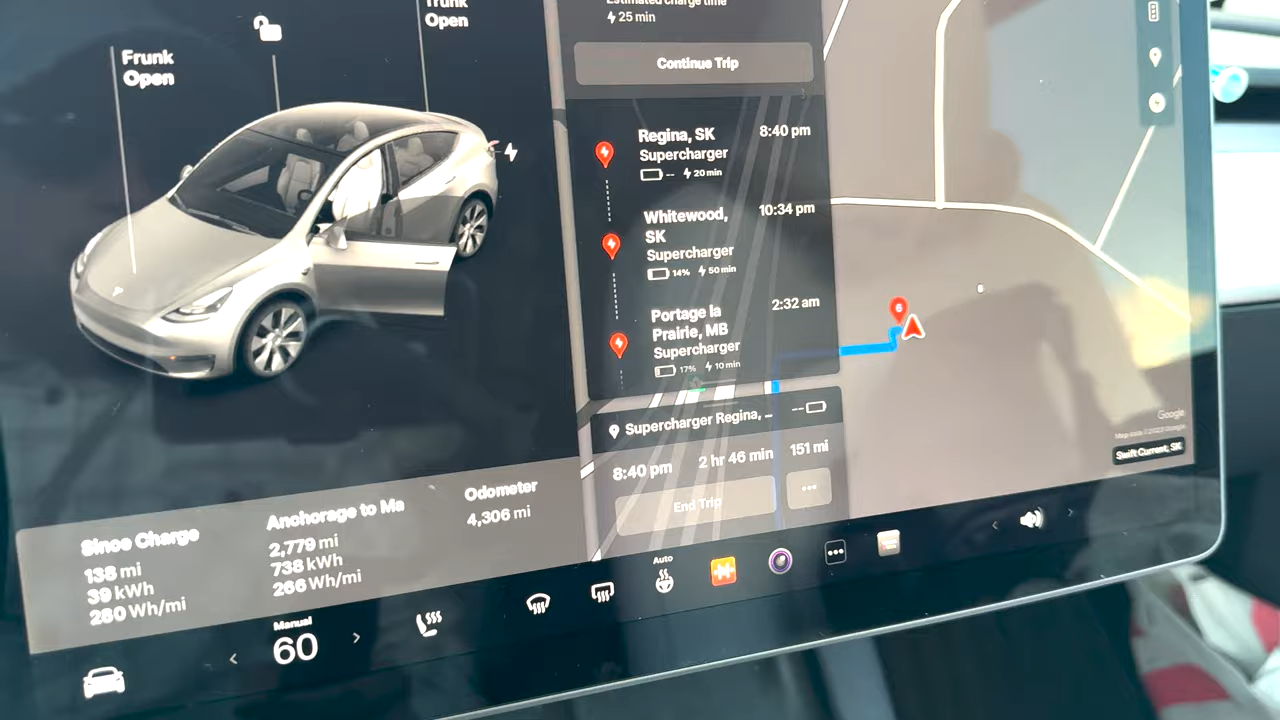 Trunk
Open
Frunk
Open
Estimated charge time
25 min
Continue Trip
Regina, SK
8:40 pm
Supercharger
-- 20 min
Whitewood,
SK
10:34 pm
Supercharger
14% 50 min
Portage la
Prairie, MB
2:32 am
Supercharger
17% 10 min
Supercharger Regina, ..
--
8:40 pm 2 hr 46 min 151 mi
End Trip
6
Google
Swift Current, SK
Since Charge
138 mi
39 kWh
280 Wh/mi
Anchorage to Ma
2,779 mi
738 kWh
266 Wh/mi
Odometer
4,306 mi
Manual
60
Auto